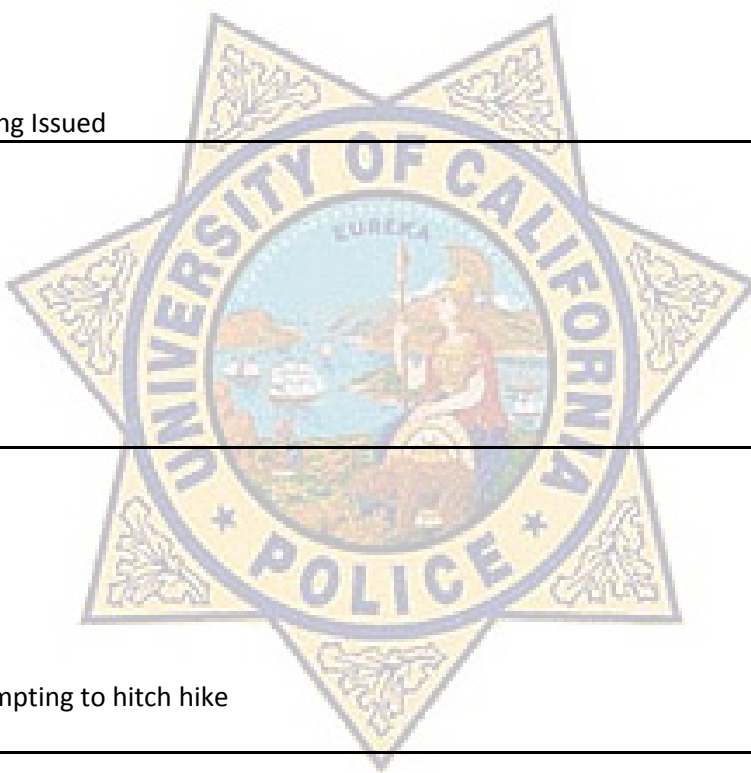 ng Issued
UNIVERSITY OF CALIFORNIA
EUREKA
POLICE
mpting to hitch hike